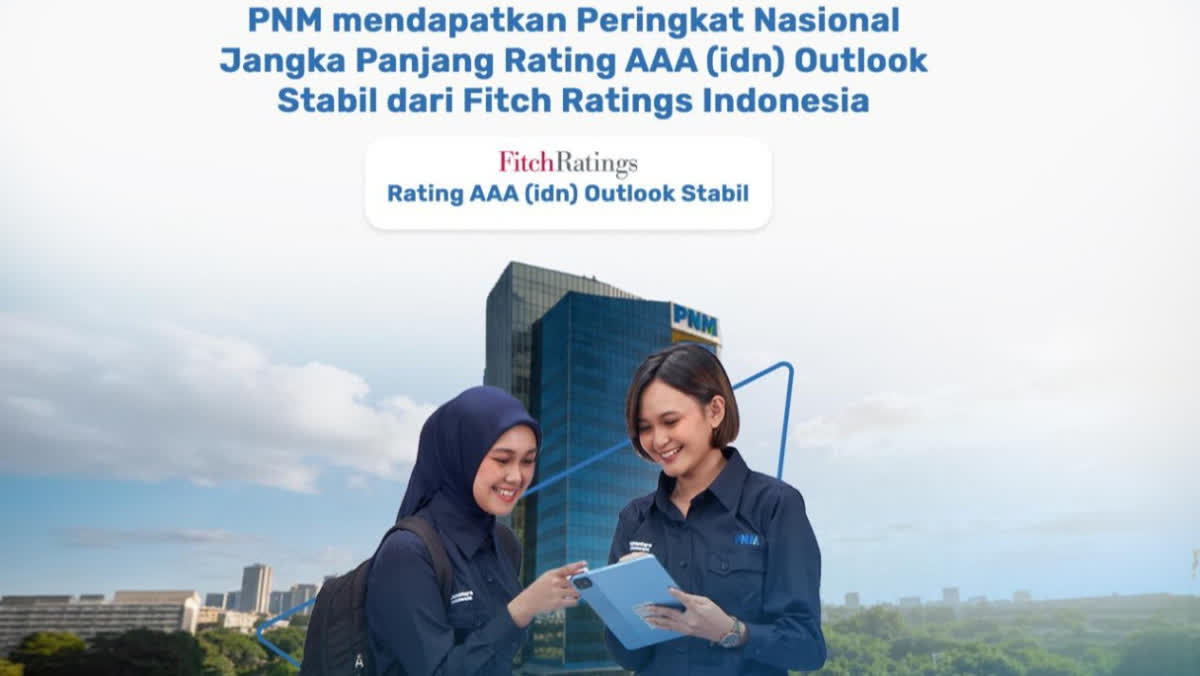 PNM mendapatkan Peringkat Nasional
Jangka Panjang Rating AAA (idn) Outlook
Stabil dari Fitch Ratings Indonesia
FitchRatings
Rating AAA (idn) Outlook Stabil
PNM
PNM
A